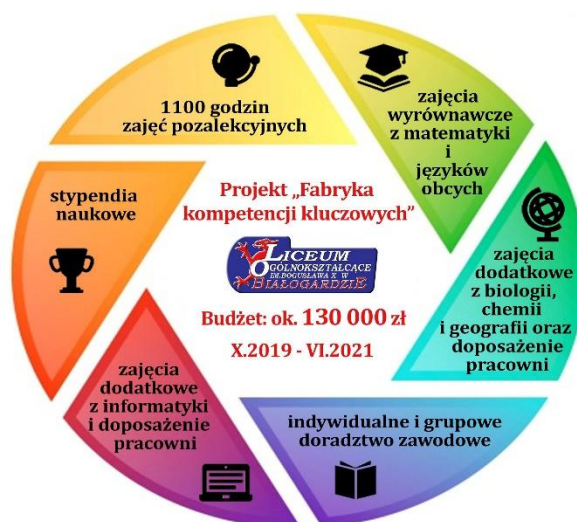 1100 godzin
zajęć pozalekcyjnych
zajęcia
wyrównawcze
z matematyki
i
języków
obcych
stypendia
naukowe
Projekt „Fabryka
kompetencji kluczowych”
LICEUM
OGÓLNOKSZTAŁCĄCE
IM.BOGUSŁAWA X W
BIAŁOGARDZIE
Budżet: ok. 130 000 zł
X.2019 - VI.2021
zajęcia
dodatkowe
z biologii,
chemii
i geografii oraz
doposażenie
pracowni
zajęcia
dodatkowe
z informatyki
i doposażenie
pracowni
indywidualne i grupowe
doradztwo zawodowe